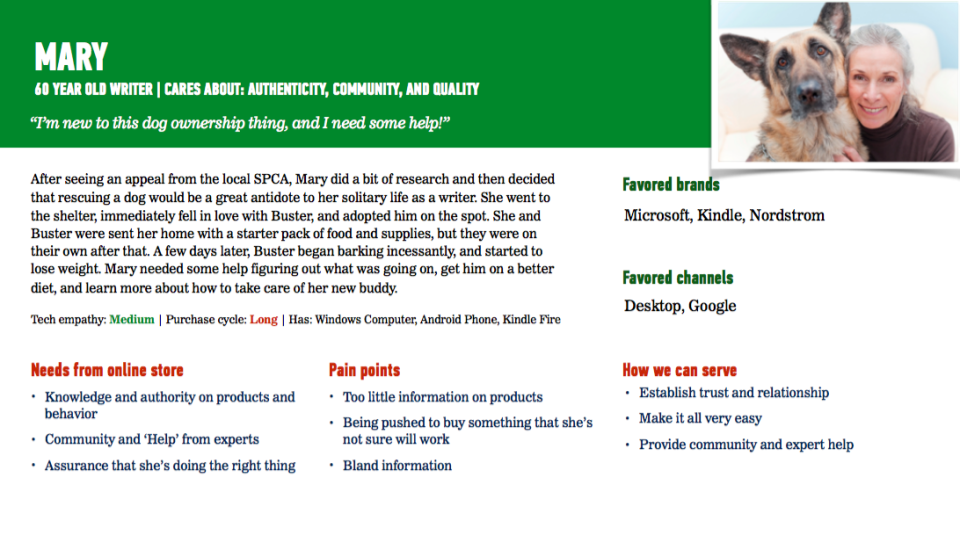 MARY
60 YEAR OLD WRITER | CARES ABOUT: AUTHENTICITY, COMMUNITY, AND QUALITY
“I’m new to this dog ownership thing, and I need some help!”
After seeing an appeal from the local SPCA, Mary did a bit of research and then decided
that rescuing a dog would be a great antidote to her solitary life as a writer. She went to
the shelter, immediately fell in love with Buster, and adopted him on the spot. She and
Buster were sent her home with a starter pack of food and supplies, but they were on
their own after that. A few days later, Buster began barking incessantly, and started to
lose weight. Mary needed some help figuring out what was going on, get him on a better
diet, and learn more about how to take care of her new buddy.
Tech empathy: Medium | Purchase cycle: Long | Has: Windows Computer, Android Phone, Kindle Fire
Favored brands
Microsoft, Kindle, Nordstrom
Favored channels
Desktop, Google
Needs from online store
• Knowledge and authority on products and
behavior
• Community and ‘Help’ from experts
• Assurance that she’s doing the right thing
Pain points
• Too little information on products
• Being pushed to buy something that she’s
not sure will work
• Bland information
How we can serve
• Establish trust and relationship
• Make it all very easy
• Provide community and expert help